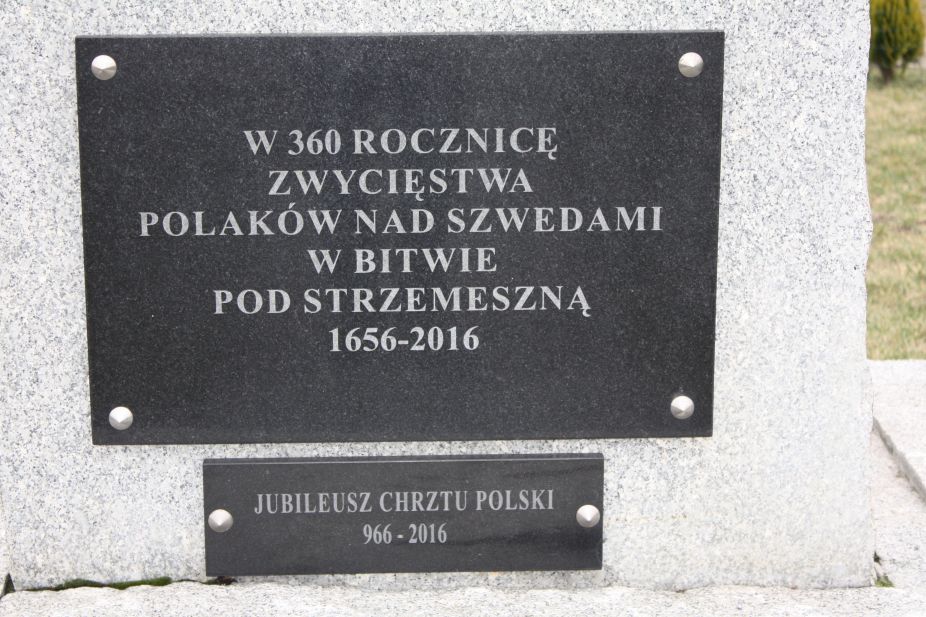 W 360 ROCZNICĘ
ZWYCIĘSTWA
POLAKÓW NAD SZWEDAMI
W BITWIE
POD STRZEMESZNĄ
1656-2016
JUBILEUSZ CHRZTU POLSKI
966 - 2016